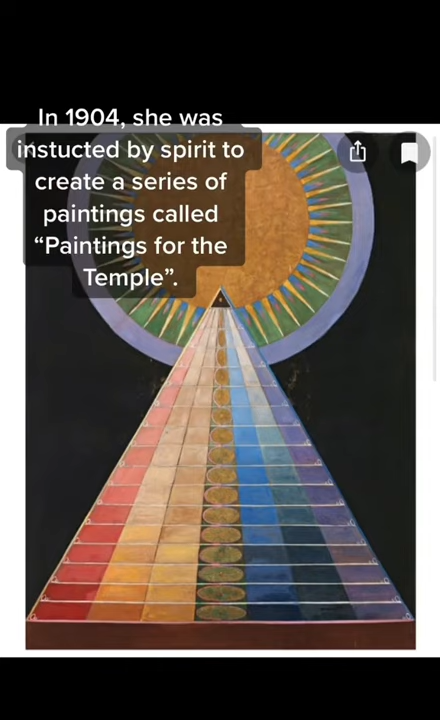 In 1904, she was
instucted by spirit to
create a series of
paintings called
“Paintings for the
Temple”.